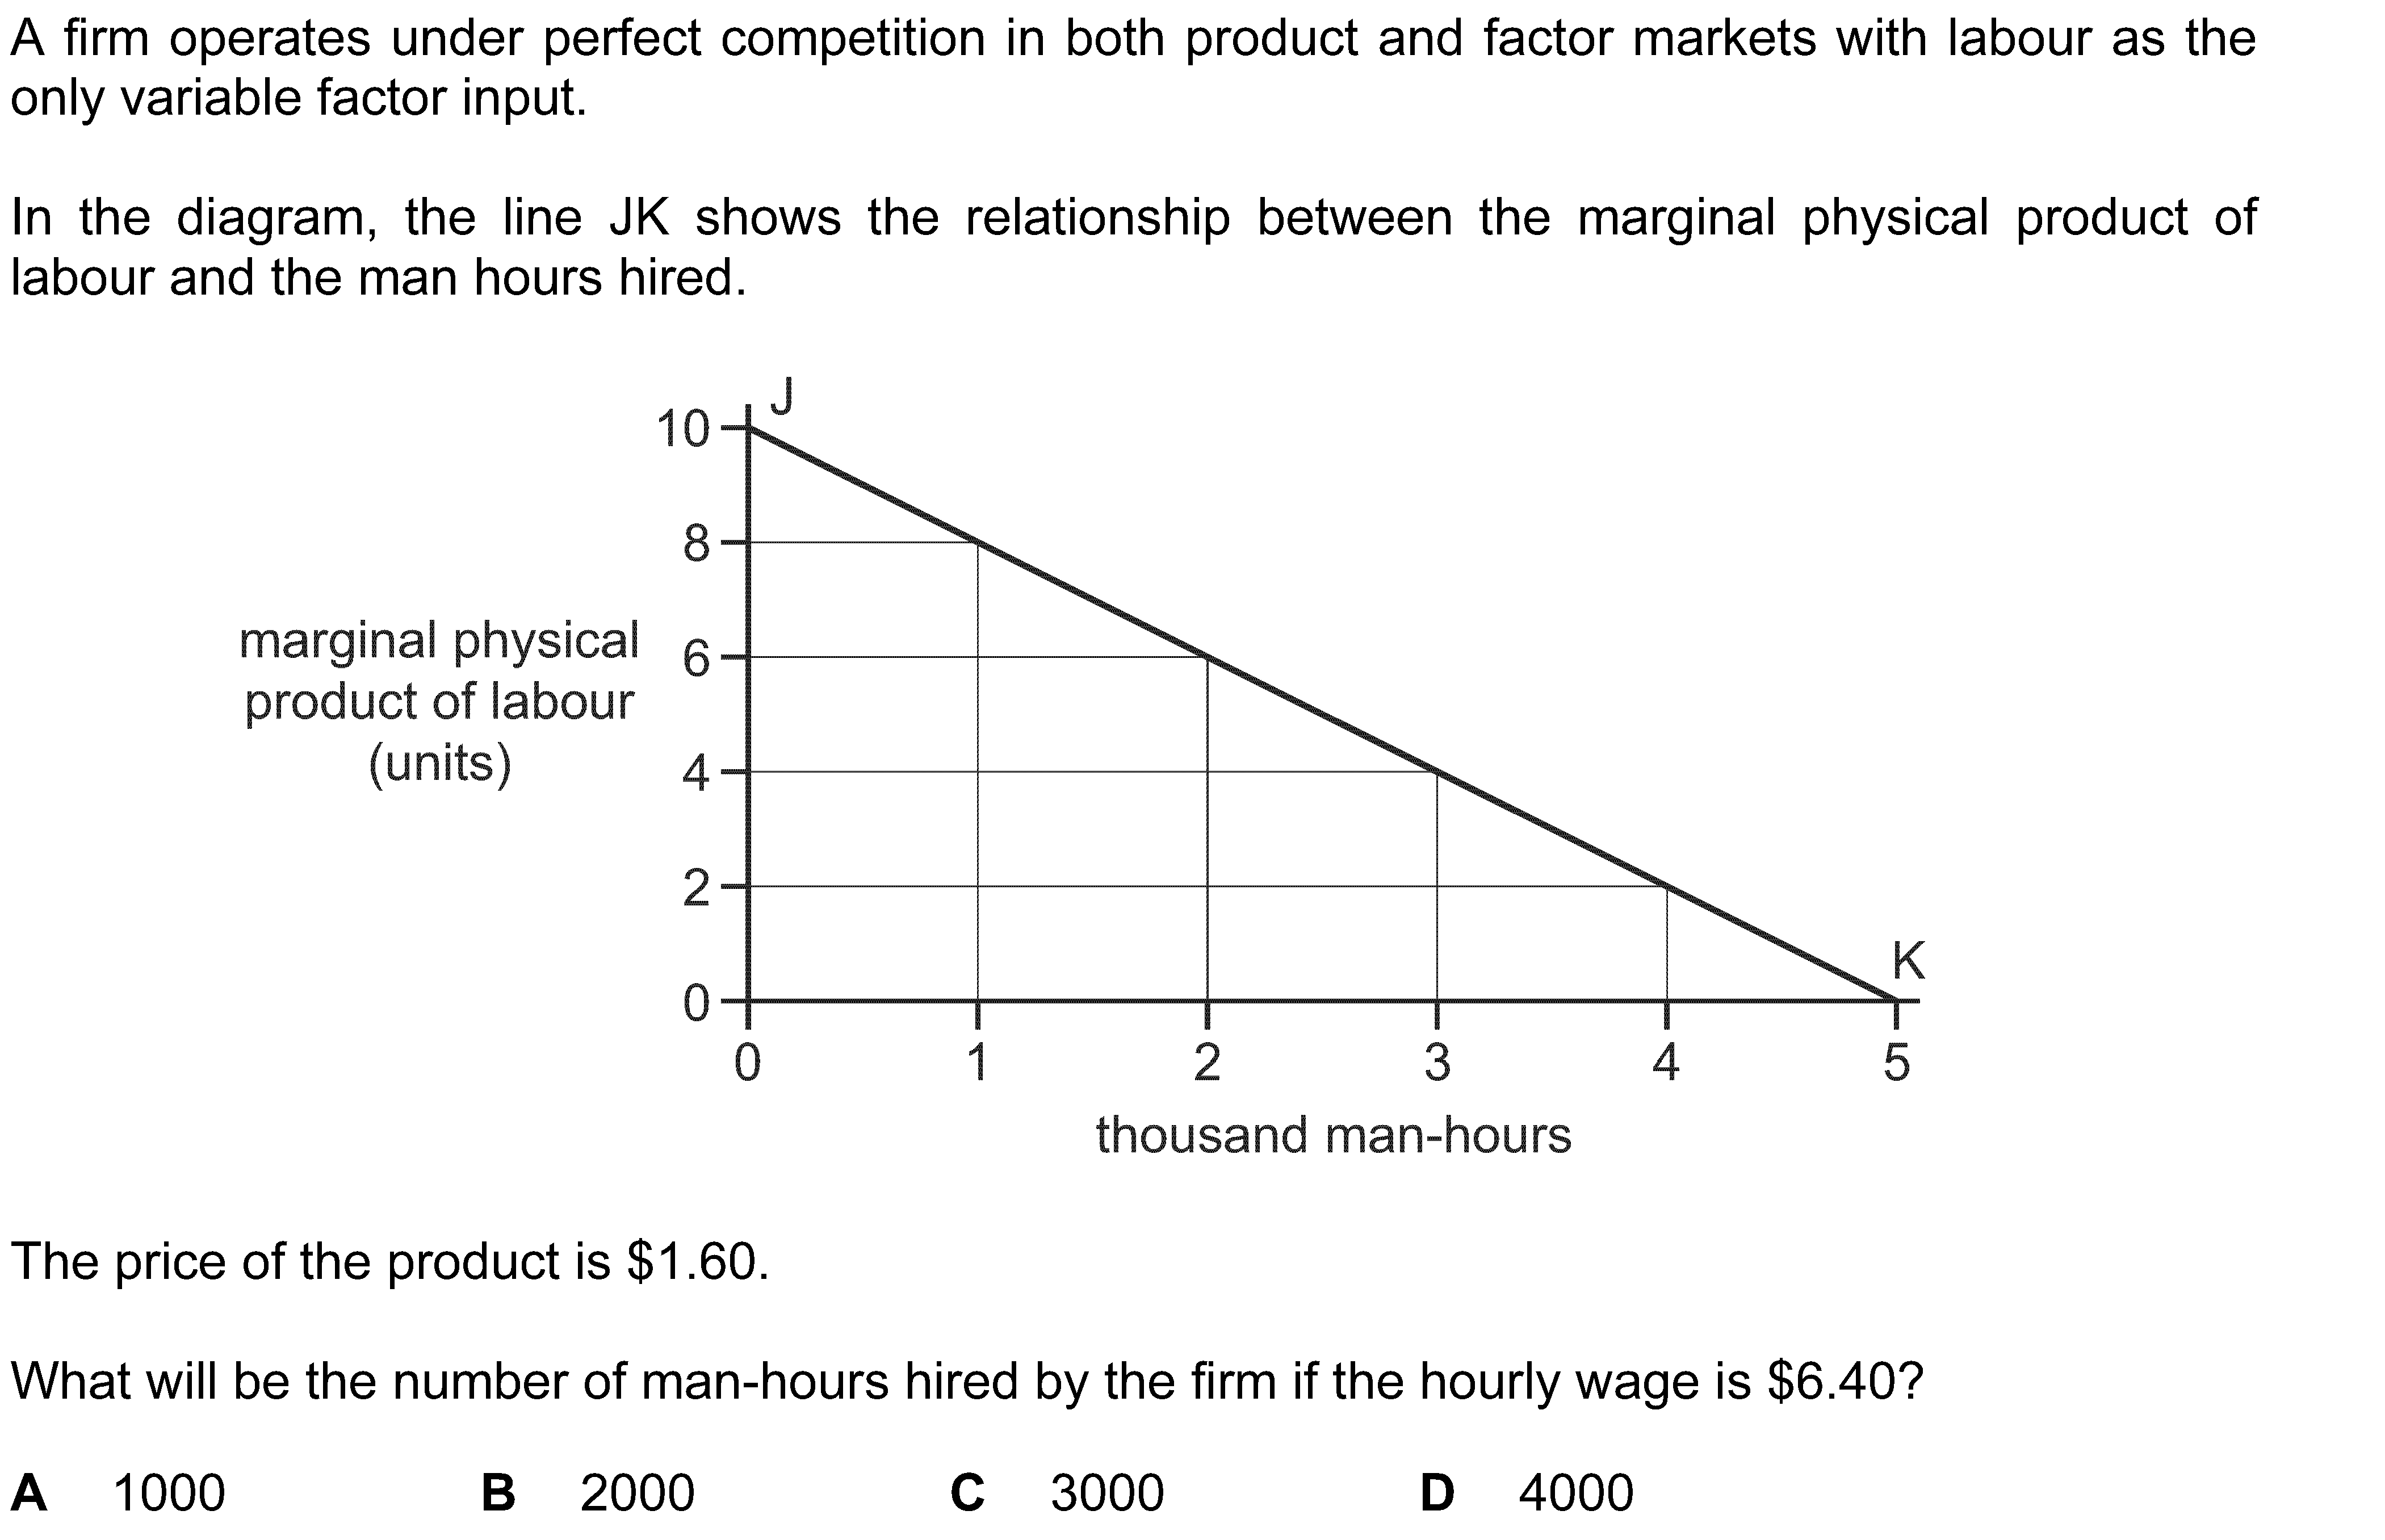 A firm operates under perfect competition in both product and factor markets with labour as the
only variable factor input.
In the diagram, the line JK shows the relationship between the marginal physical product of
labour and the man hours hired.
J
10
8
6
4
2
0
marginal physical
product of labour
(units)
K
0 1 2 3 4 5
thousand man-hours
The price of the product is $1.60.
What will be the number of man-hours hired by the firm if the hourly wage is $6.40?
A 1000 B 2000 C 3000 D 4000